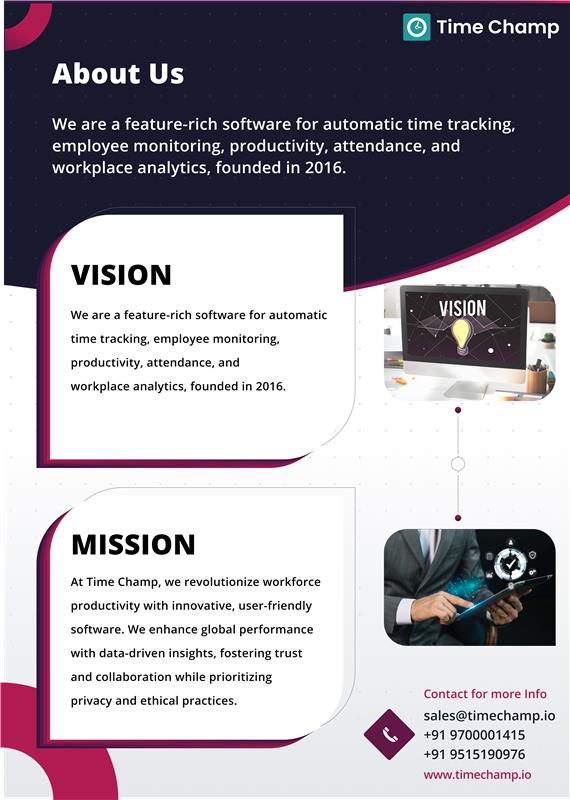 Time Champ
About Us
We are a feature-rich software for automatic time tracking,
employee monitoring, productivity, attendance, and
workplace analytics, founded in 2016.
VISION
We are a feature-rich software for automatic
time tracking, employee monitoring,
productivity, attendance, and
workplace analytics, founded in 2016.
VISION
MISSION
At Time Champ, we revolutionize workforce
productivity with innovative, user-friendly
software. We enhance global performance
with data-driven insights, fostering trust
and collaboration while prioritizing
privacy and ethical practices.
Contact for more Info
sales@timechamp.io
+91 9700001415
+91 9515190976
www.timechamp.io